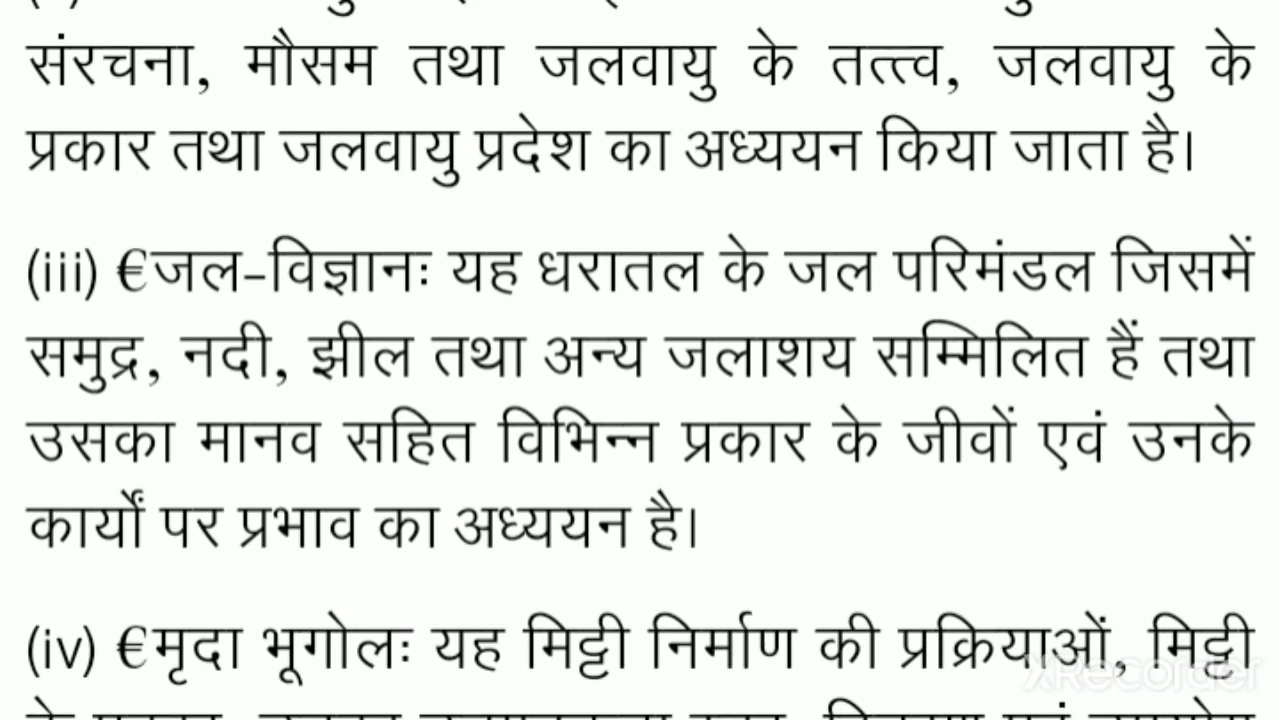 संरचना, मौसम तथा जलवायु के तत्त्व, जलवायु के
प्रकार तथा जलवायु प्रदेश का अध्ययन किया जाता है।
(iii) €जल-विज्ञानः यह धरातल के जल परिमंडल जिसमें
समुद्र, नदी, झील तथा अन्य जलाशय सम्मिलित हैं तथा
उसका मानव सहित विभिन्न प्रकार के जीवों एवं उनके
कार्यों पर प्रभाव का अध्ययन है।
(iv) €मृदा भूगोलः यह मिट्टी निर्माण की प्रक्रियाओं, मिट्टी
XRecorder